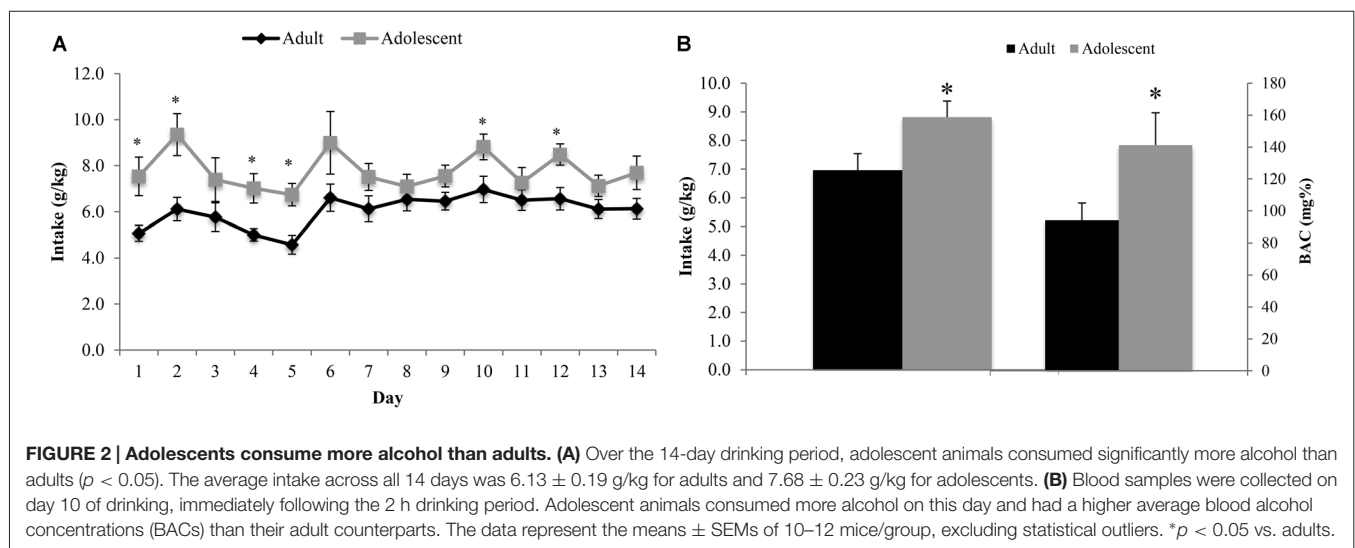 A
Adult
Adolescent
Intake (g/kg)
12.0
10.0
8.0
6.0
4.0
2.0
0.0
*
*
*
*
*
*
1 2 3 4 5 6 7 8 9 10 11 12 13 14
Day
B
Adult
Adolescent
Intake (g/kg)
10.0
9.0
8.0
7.0
6.0
5.0
4.0
3.0
2.0
1.0
0.0
*
*
180
160
140
120
100
80
60
40
20
0
BAC (mg%)
FIGURE 2 | Adolescents consume more alcohol than adults. (A) Over the 14-day drinking period, adolescent animals consumed significantly more alcohol than
adults (p < 0.05). The average intake across all 14 days was 6.13 ± 0.19 g/kg for adults and 7.68 ± 0.23 g/kg for adolescents. (B) Blood samples were collected on
day 10 of drinking, immediately following the 2 h drinking period. Adolescent animals consumed more alcohol on this day and had a higher average blood alcohol
concentrations (BACs) than their adult counterparts. The data represent the means ± SEMs of 10–12 mice/group, excluding statistical outliers. *p < 0.05 vs. adults.